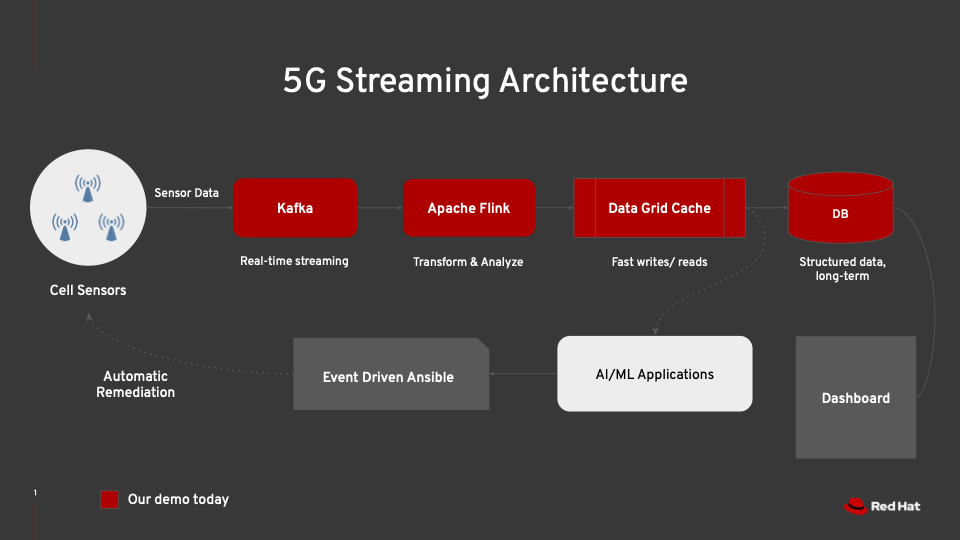 5G Streaming Architecture
Sensor Data
Kafka
Apache Flink
Data Grid Cache
DB
Real-time streaming
Transform & Analyze
Fast writes/ reads
Structured data,
long-term
Cell Sensors
Automatic
Remediation
Event Driven Ansible
AI/ML Applications
Dashboard
1
Our demo today
Red Hat